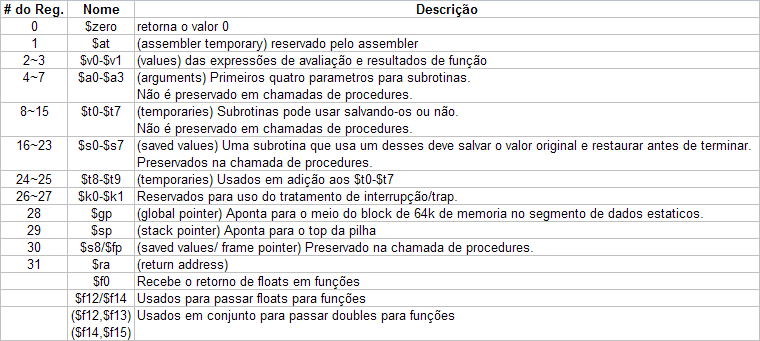 # do Reg. Nome Descrição
0 $zero retorna o valor 0
1 $at (assembler temporary) reservado pelo assembler
2~3 $v0-$v1 (values) das expressões de avaliação e resultados de função
4~7 $a0-$a3 (arguments) Primeiros quatro parametros para subrotinas.
Não é preservado em chamadas de procedures.
8~15 $t0-$t7 (temporaries) Subrotinas pode usar salvando-os ou não.
Não é preservado em chamadas de procedures.
16~23 $s0-$s7 (saved values) Uma subrotina que usa um desses deve salvar o valor original e restaurar antes de terminar.
Preservados na chamada de procedures.
24~25 $t8-$t9 (temporaries) Usados em adição aos $t0-$t7
26~27 $k0-$k1 Reservados para uso do tratamento de interrupção/trap.
28 $gp (global pointer) Aponta para o meio do block de 64k de memoria no segmento de dados estaticos.
29 $sp (stack pointer) Aponta para o top da pilha
30 $s8/$fp (saved values/ frame pointer) Preservado na chamada de procedures.
31 $ra (return address)
$f0 Recebe o retorno de floats em funções
$f12/$f14 Usados para passar floats para funções
($f12,$f13) Usados em conjunto para passar doubles para funções
($f14,$f15)